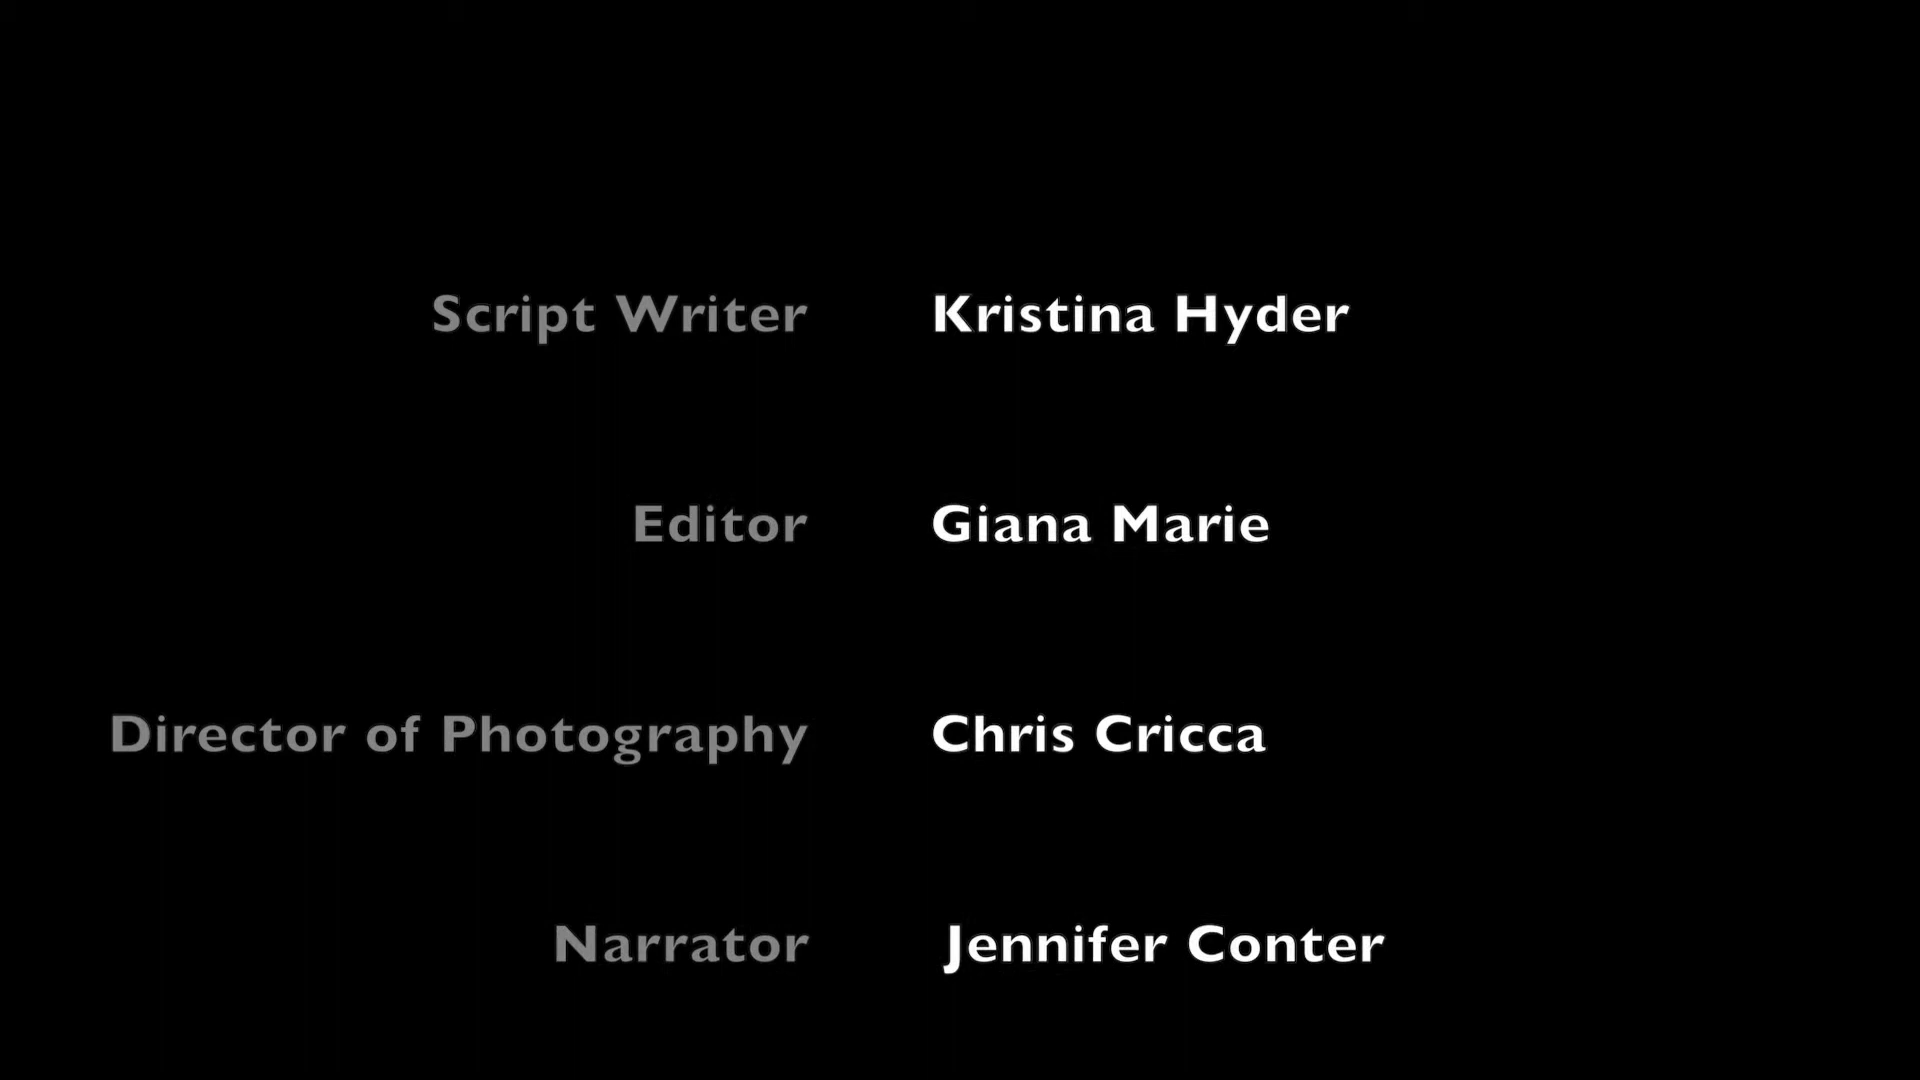 Script Writer Kristina Hyder
Editor Giana Marie
Director of Photography Chris Cricca
Narrator Jennifer Conter